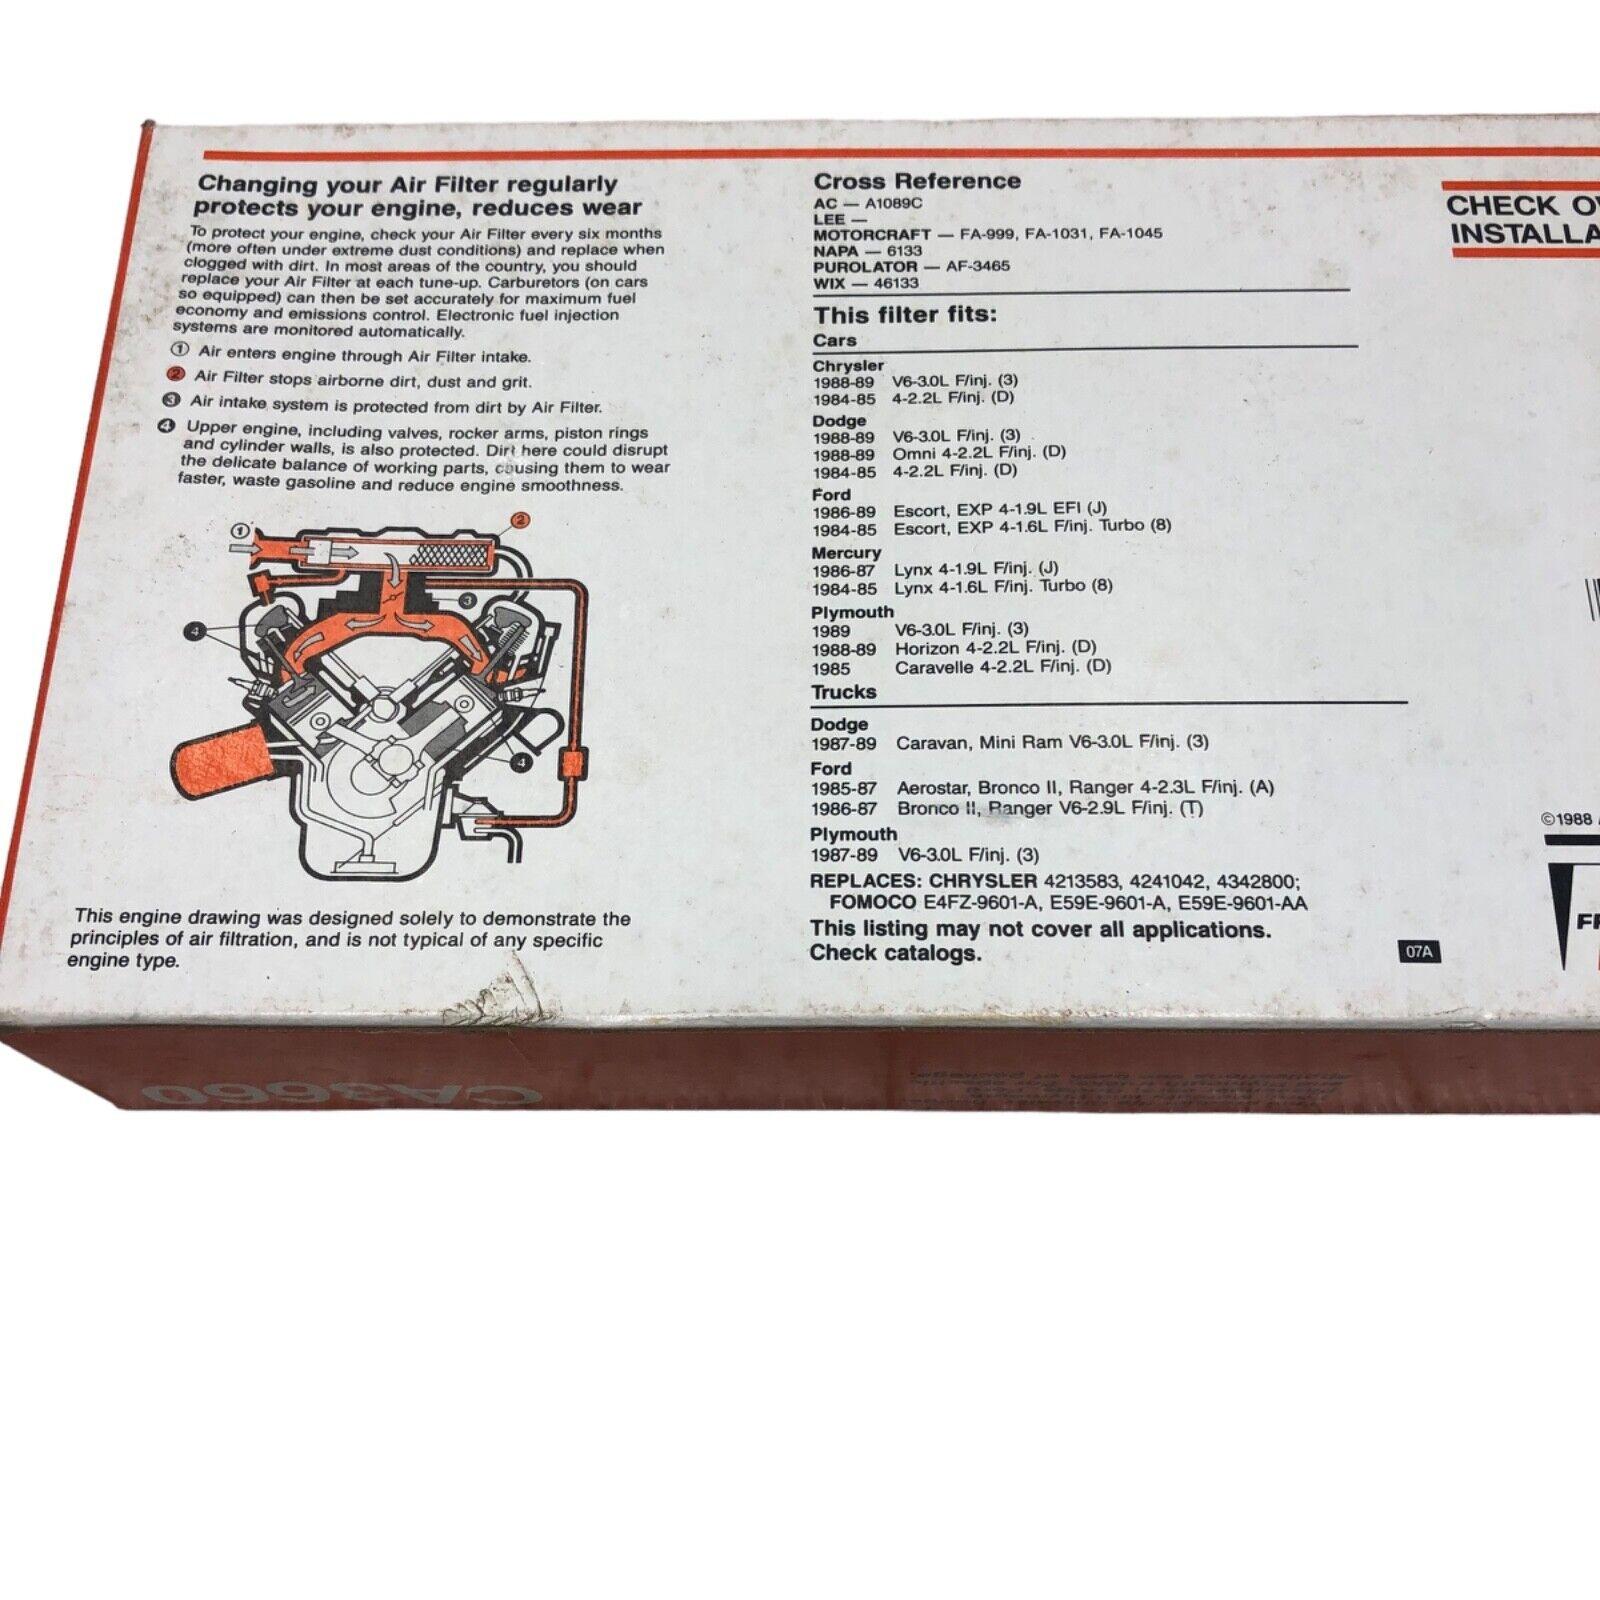 Changing your Air Filter regularly
protects your engine, reduces wear
To protect your engine, check your Air Filter every six months
(more often under extreme dust conditions) and replace when
clogged with dirt. In most areas of the country, you should
replace your Air Filter at each tune-up. Carburetors (on cars
so equipped) can then be set accurately for maximum fuel
economy and emissions control. Electronic fuel injection
systems are monitored automatically.
1 Air enters engine through Air Filter intake.
2 Air Filter stops airborne dirt, dust and grit.
3 Air intake system is protected from dirt by Air Filter.
4 Upper engine, including valves, rocker arms, piston rings
and cylinder walls, is also protected. Dirt here could disrupt
the delicate balance of working parts, causing them to wear
faster, waste gasoline and reduce engine smoothness.
1
2
3
4
4
This engine drawing was designed solely to demonstrate the
principles of air filtration, and is not typical of any specific
engine type.
Cross Reference
AC — A1089C
LEE —
MOTORCRAFT — FA-999, FA-1031, FA-1045
NAPA — 6133
PUROLATOR — AF-3465
WIX — 46133
This filter fits:
Cars
Chrysler
1988-89 V6-3.0L F/inj. (3)
1984-85 4-2.2L F/inj. (D)
Dodge
1988-89 V6-3.0L F/inj. (3)
1988-89 Omni 4-2.2L F/inj. (D)
1984-85 4-2.2L F/inj. (D)
Ford
1986-89 Escort, EXP 4-1.9L EFI (J)
1984-85 Escort, EXP 4-1.6L F/inj. Turbo (8)
Mercury
1986-87 Lynx 4-1.9L F/inj. (J)
1984-85 Lynx 4-1.6L F/inj. Turbo (8)
Plymouth
1989 V6-3.0L F/inj. (3)
1988-89 Horizon 4-2.2L F/inj. (D)
1985 Caravelle 4-2.2L F/inj. (D)
Trucks
Dodge
1987-89 Caravan, Mini Ram V6-3.0L F/inj. (3)
Ford
1985-87 Aerostar, Bronco II, Ranger 4-2.3L F/inj. (A)
1986-87 Bronco II, Ranger V6-2.9L F/inj. (T)
Plymouth
1987-89 V6-3.0L F/inj. (3)
REPLACES: CHRYSLER 4213583, 4241042, 4342800;
FOMOCO E4FZ-9601-A, E59E-9601-A, E59E-9601-AA
This listing may not cover all applications.
Check catalogs.
07A
CHECK O
INSTALLA
©1988
FR
CA3660